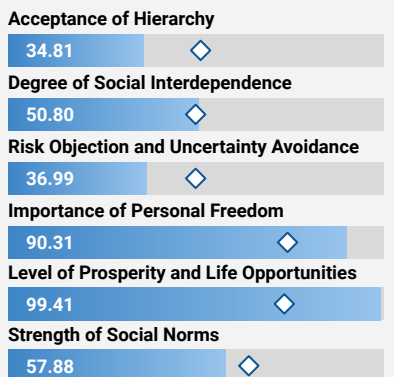 Acceptance of Hierarchy
34.81
Degree of Social Interdependence
50.80
Risk Objection and Uncertainty Avoidance
36.99
Importance of Personal Freedom
90.31
Level of Prosperity and Life Opportunities
99.41
Strength of Social Norms
57.88